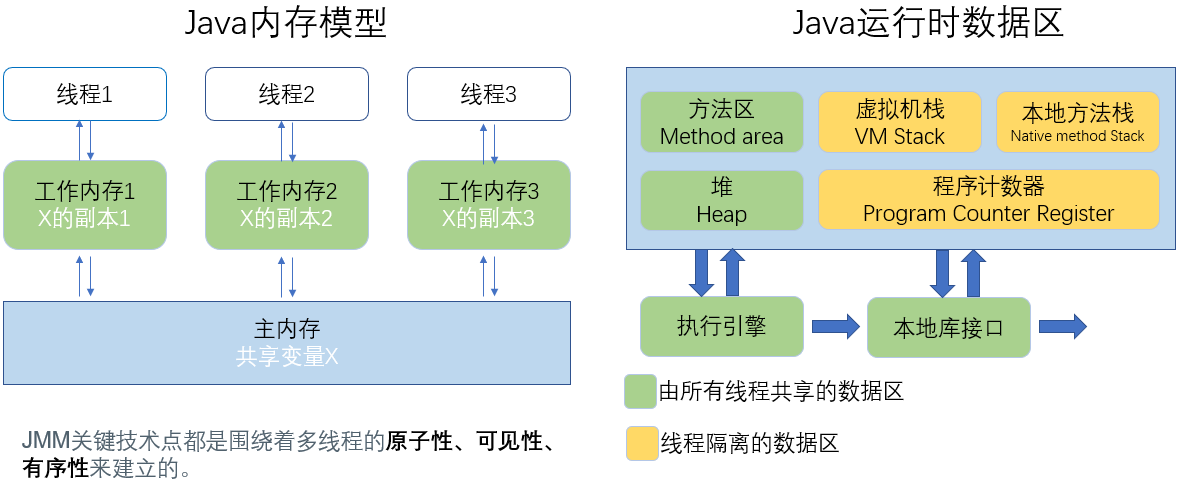 Java内存模型
线程1
线程2
线程3
工作内存1
X的副本1
工作内存2
X的副本2
工作内存3
X的副本3
主内存
共享变量X
JMM关键技术点都是围绕着多线程的原子性、可见性、
有序性来建立的。
Java运行时数据区
方法区
Method area
虚拟机栈
VM Stack
本地方法栈
Native method Stack
堆
Heap
程序计数器
Program Counter Register
执行引擎
本地库接口
由所有线程共享的数据区
线程隔离的数据区